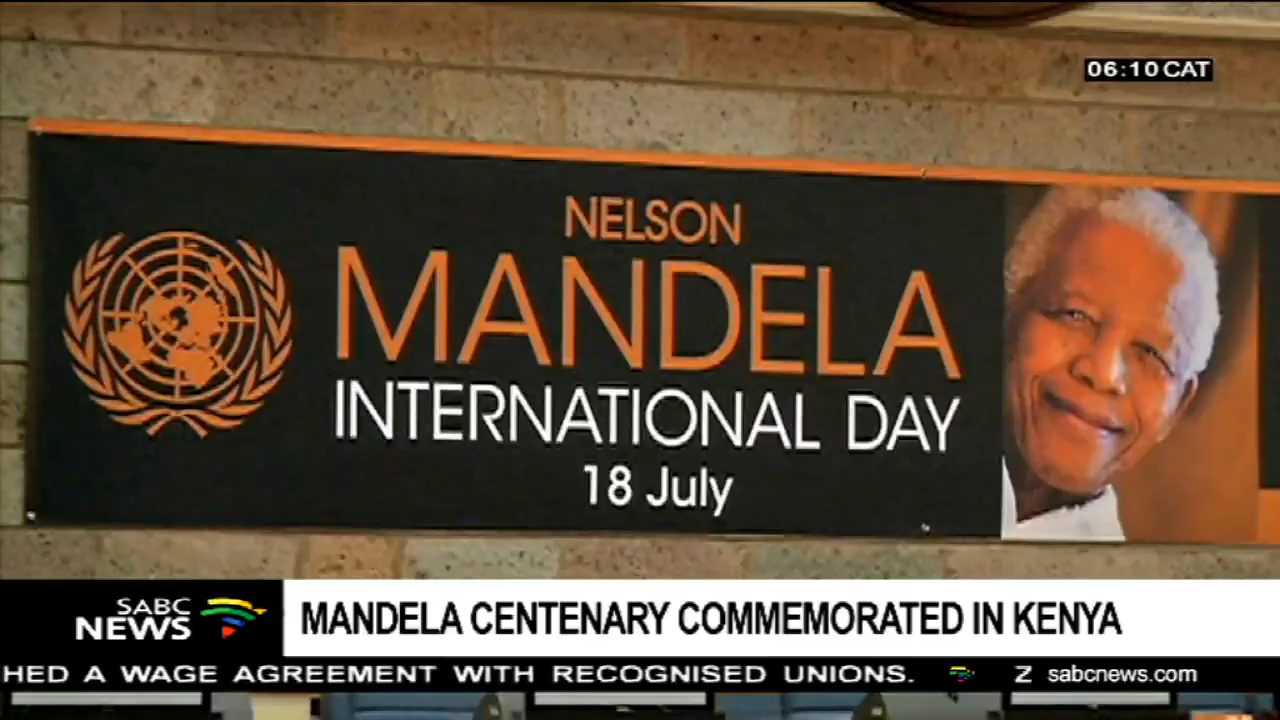 06:10 CAT
NELSON
MANDELA
INTERNATIONAL DAY
18 July
SABC
NEWS
MANDELA CENTENARY COMMEMORATED IN KENYA
HED A WAGE AGREEMENT WITH RECOGNISED UNIONS. Z sabcnews.com